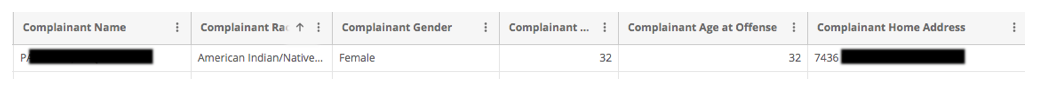 Complainant Name Complainant Ra Complainant Gender Complainant ... Complainant Age at Offense Complainant Home Address
American Indian/Native... Female 32 32 7436